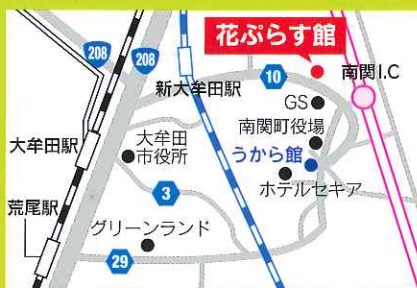 208
208
花ぷらす館
新大牟田駅
10
南関I.C
GS
大牟田駅
大牟田
市役所
南関町役場
うから館
ホテルセキア
3
荒尾駅
グリーンランド
29